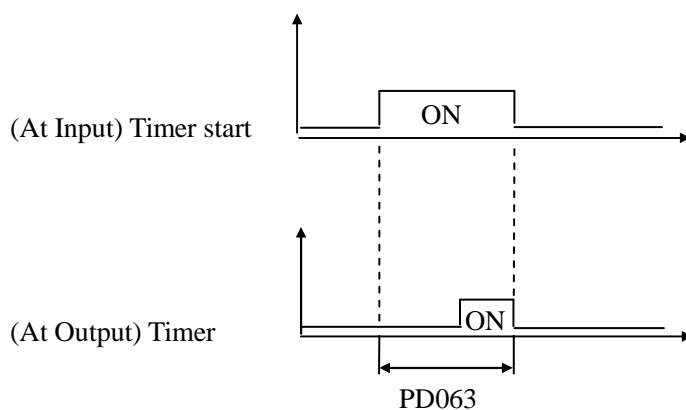 ON
(At Input) Timer start
ON
(At Output) Timer
PD063